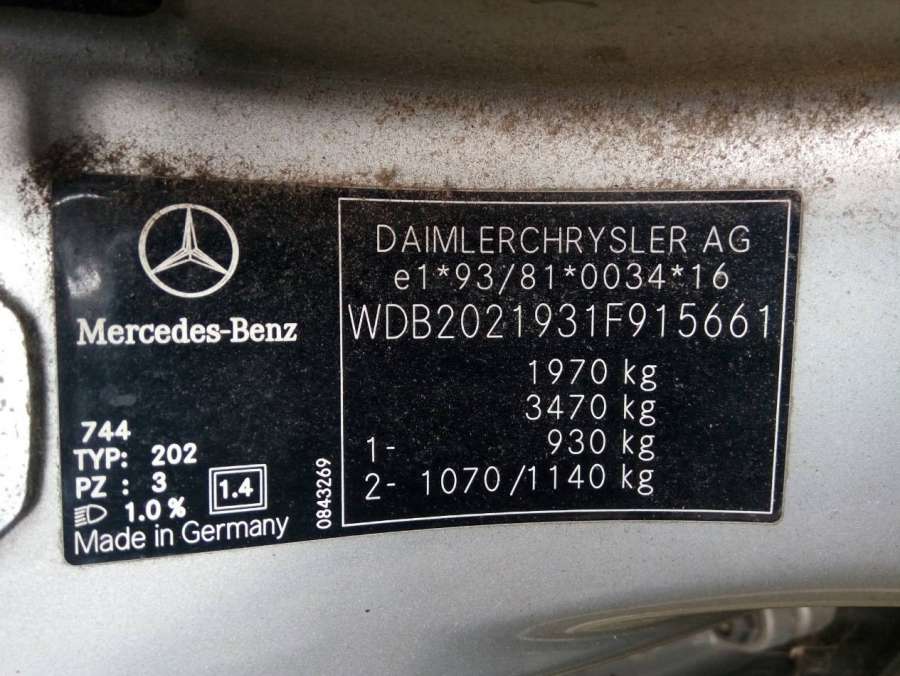 Mercedes-Benz
744
TYP: 202
PZ : 3
1.0 %
1.4
Made in Germany
0843269
DAIMLERCHRYSLER AG
e1*93/81*0034*16
WDB2021931F915661
1970 kg
3470 kg
1- 930 kg
2- 1070/1140 kg